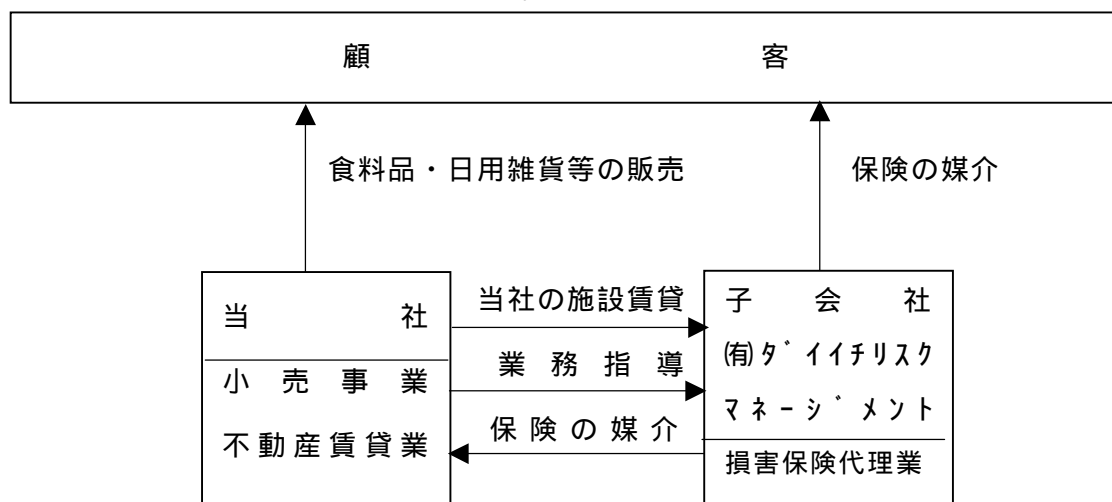 顧客
食料品・日用雑貨等の販売
保険の媒介
当社
小売事業
不動産賃貸業
当社の施設賃貸
業務指導
保険の媒介
子会社
㈲ダイイチリスク
マネージメント
損害保険代理業